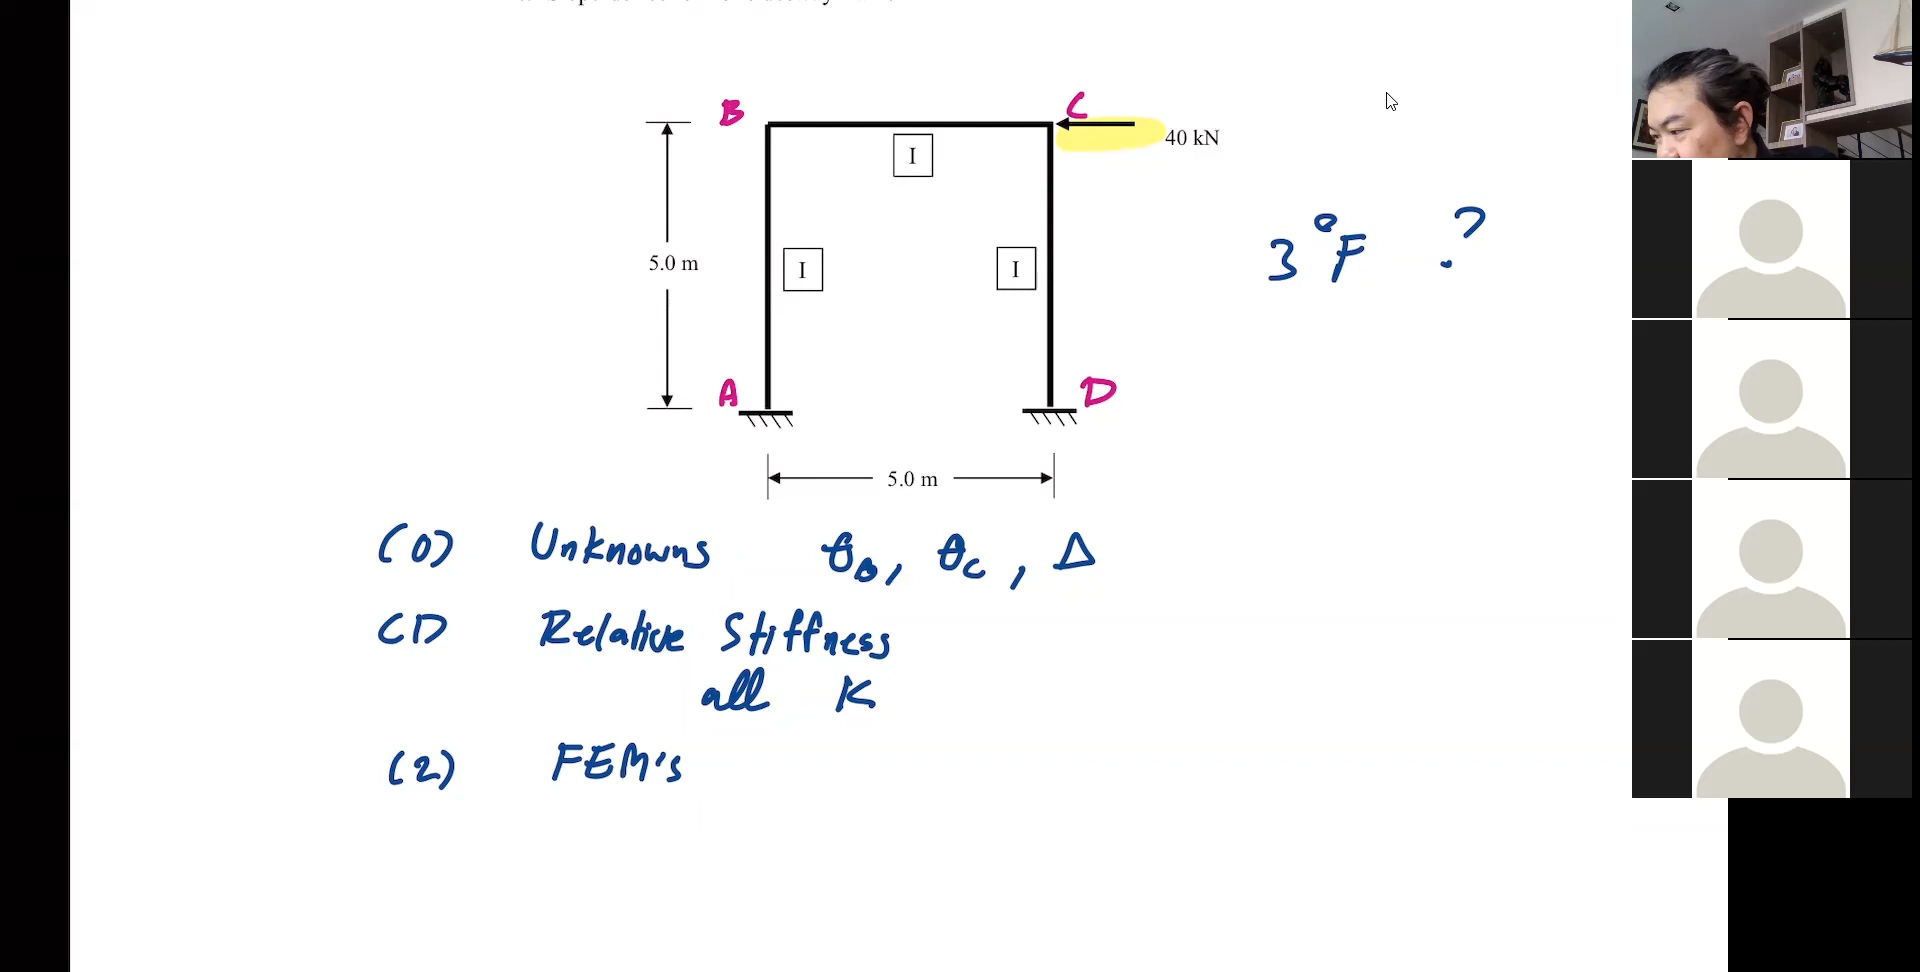 B
C
40 kN
I
3°F ?
5.0 m
I
I
A
D
5.0 m
(0) Unknowns θB, θC, Δ
(1) Relative Stiffness
all K
(2) FEM's